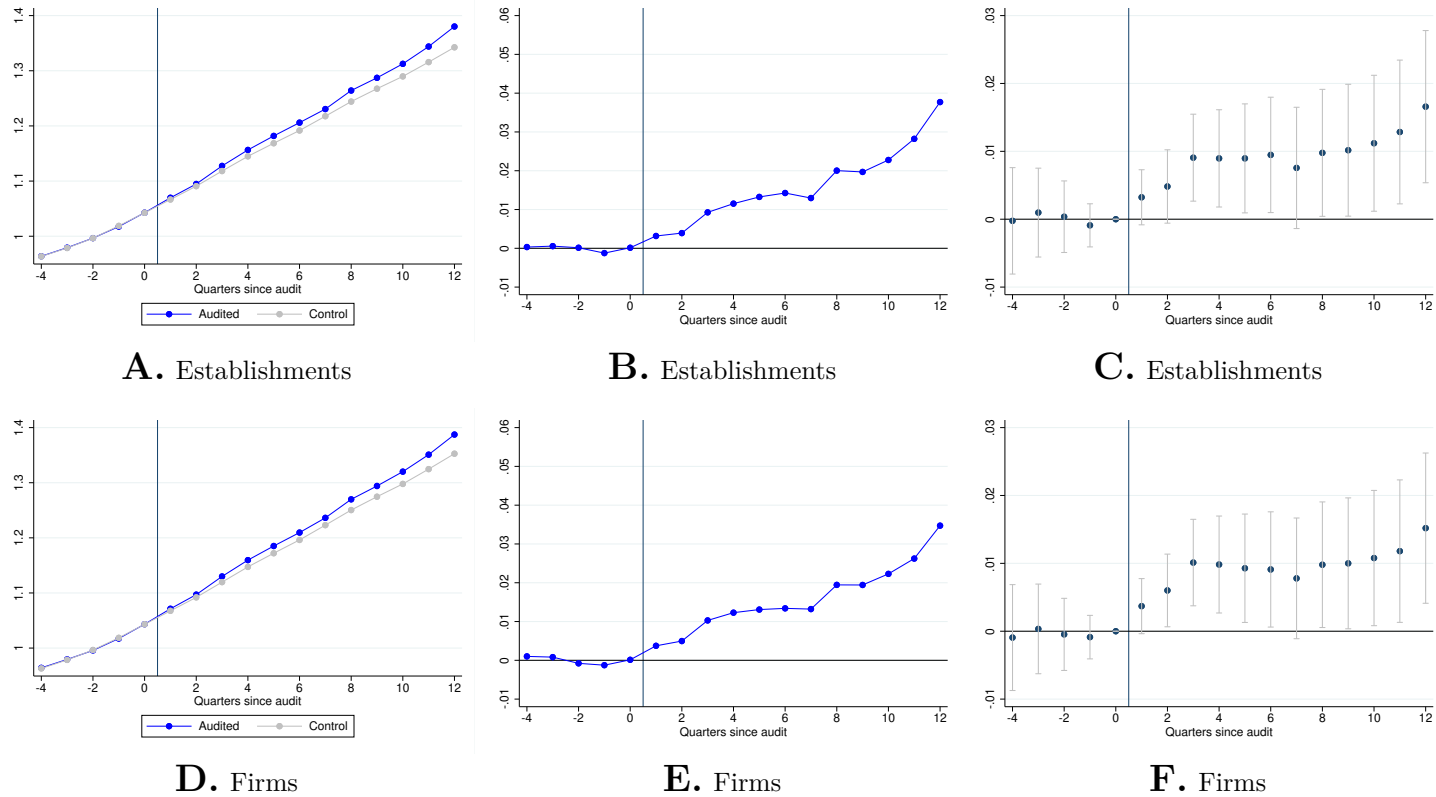 1.4
1.3
1.2
1.1
1
-4 -2 0 2 4 6 8 10 12
Quarters since audit
Audited Control
A. Establishments
.06
.05
.04
.03
.02
.01
0
-.01
-4 -2 0 2 4 6 8 10 12
Quarters since audit
B. Establishments
.03
.02
.01
0
-.01
-4 -2 0 2 4 6 8 10 12
Quarters since audit
C. Establishments
1.4
1.3
1.2
1.1
1
-4 -2 0 2 4 6 8 10 12
Quarters since audit
Audited Control
D. Firms
.06
.05
.04
.03
.02
.01
0
-.01
-4 -2 0 2 4 6 8 10 12
Quarters since audit
E. Firms
.03
.02
.01
0
-.01
-4 -2 0 2 4 6 8 10 12
Quarters since audit
F. Firms